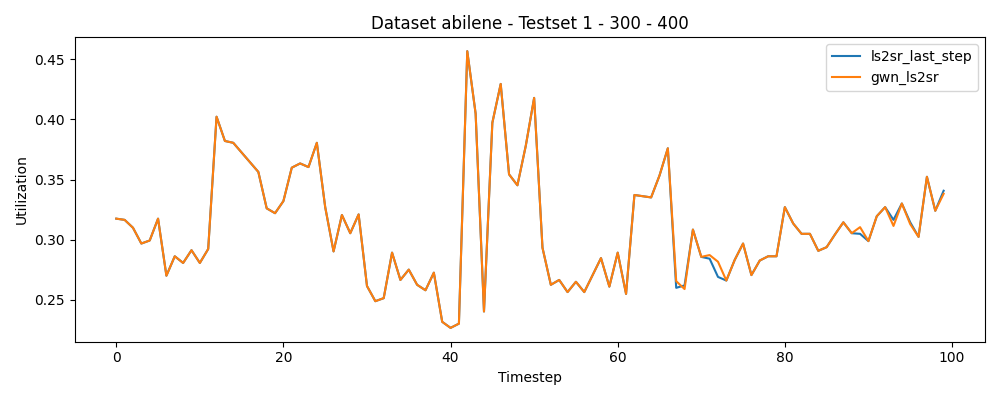 Dataset abilene - Testset 1 - 300 - 400
ls2sr_last_step
gwn_ls2sr
Utilization
0.45
0.40
0.35
0.30
0.25
0 20 40 60 80 100
Timestep